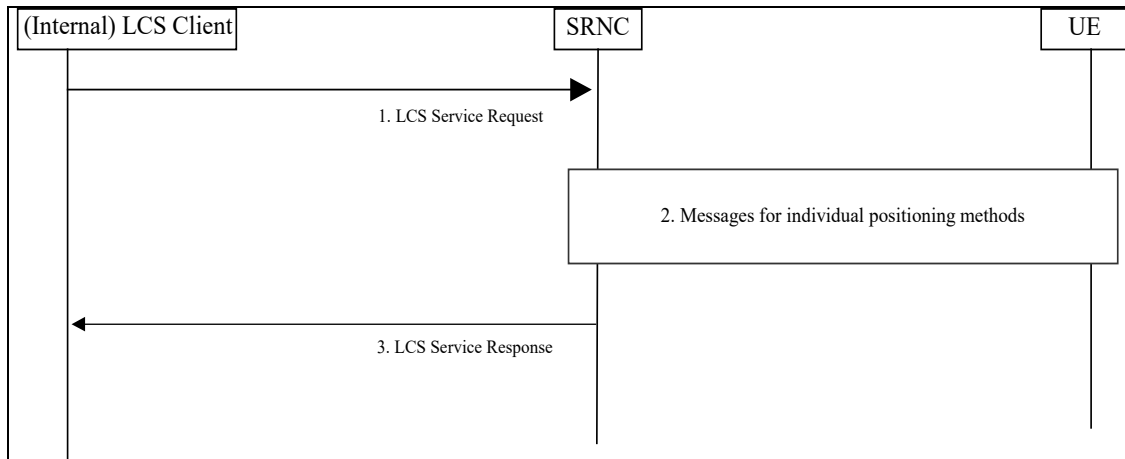 (Internal) LCS Client
SRNC
UE
1. LCS Service Request
2. Messages for individual positioning methods
3. LCS Service Response